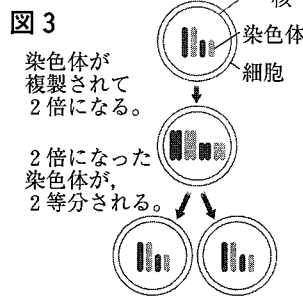 図3
核
染色体
細胞
染色体が
複製されて
2倍になる。
2倍になった
染色体が,
2等分される。